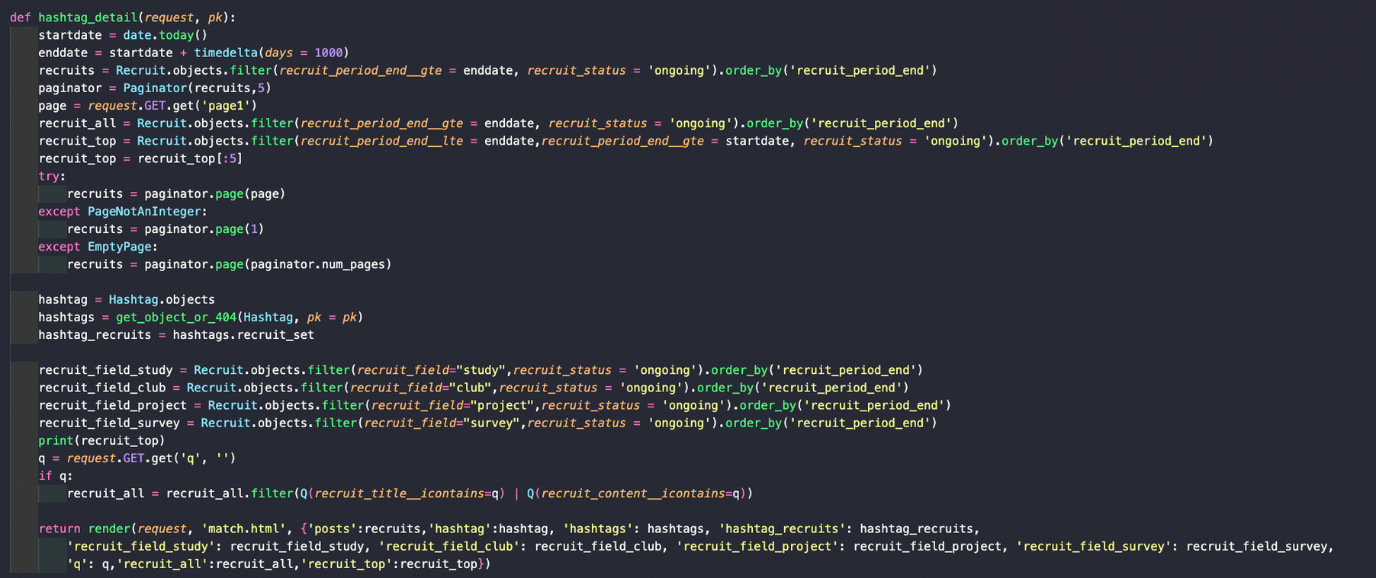 def hashtag_detail(request, pk):
    startdate = date.today()
    enddate = startdate + timedelta(days = 1000)
    recruits = Recruit.objects.filter(recruit_period_end__gte = enddate, recruit_status = 'ongoing').order_by('recruit_period_end')
    paginator = Paginator(recruits,5)
    page = request.GET.get('page1')
    recruit_all = Recruit.objects.filter(recruit_period_end__gte = enddate, recruit_status = 'ongoing').order_by('recruit_period_end')
    recruit_top = Recruit.objects.filter(recruit_period_end__lte = enddate,recruit_period_end__gte = startdate, recruit_status = 'ongoing').order_by('recruit_period_end')
    recruit_top = recruit_top[:5]
    try:
        recruits = paginator.page(page)
    except PageNotAnInteger:
        recruits = paginator.page(1)
    except EmptyPage:
        recruits = paginator.page(paginator.num_pages)

    hashtag = Hashtag.objects
    hashtags = get_object_or_404(Hashtag, pk = pk)
    hashtag_recruits = hashtags.recruit_set

    recruit_field_study = Recruit.objects.filter(recruit_field="study",recruit_status = 'ongoing').order_by('recruit_period_end')
    recruit_field_club = Recruit.objects.filter(recruit_field="club",recruit_status = 'ongoing').order_by('recruit_period_end')
    recruit_field_project = Recruit.objects.filter(recruit_field="project",recruit_status = 'ongoing').order_by('recruit_period_end')
    recruit_field_survey = Recruit.objects.filter(recruit_field="survey",recruit_status = 'ongoing').order_by('recruit_period_end')
    print(recruit_top)
    q = request.GET.get('q', '')
    if q:
        recruit_all = recruit_all.filter(Q(recruit_title__icontains=q) | Q(recruit_content__icontains=q))

    return render(request, 'match.html', {'posts':recruits,'hashtag':hashtag, 'hashtags': hashtags, 'hashtag_recruits': hashtag_recruits,
        'recruit_field_study': recruit_field_study, 'recruit_field_club': recruit_field_club, 'recruit_field_project': recruit_field_project, 'recruit_field_survey': recruit_field_survey,
        'q': q,'recruit_all':recruit_all,'recruit_top':recruit_top})